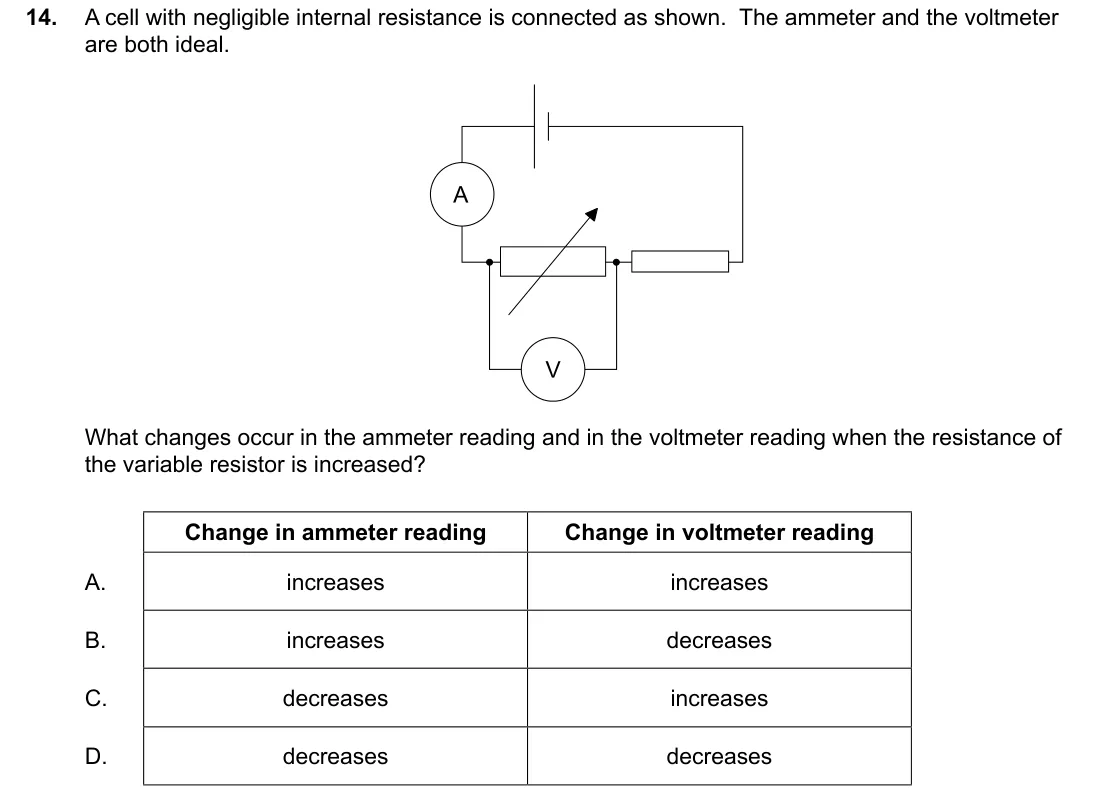 14. A cell with negligible internal resistance is connected as shown. The ammeter and the voltmeter
are both ideal.
A
V
What changes occur in the ammeter reading and in the voltmeter reading when the resistance of
the variable resistor is increased?
Change in ammeter reading Change in voltmeter reading
A. increases increases
B. increases decreases
C. decreases increases
D. decreases decreases